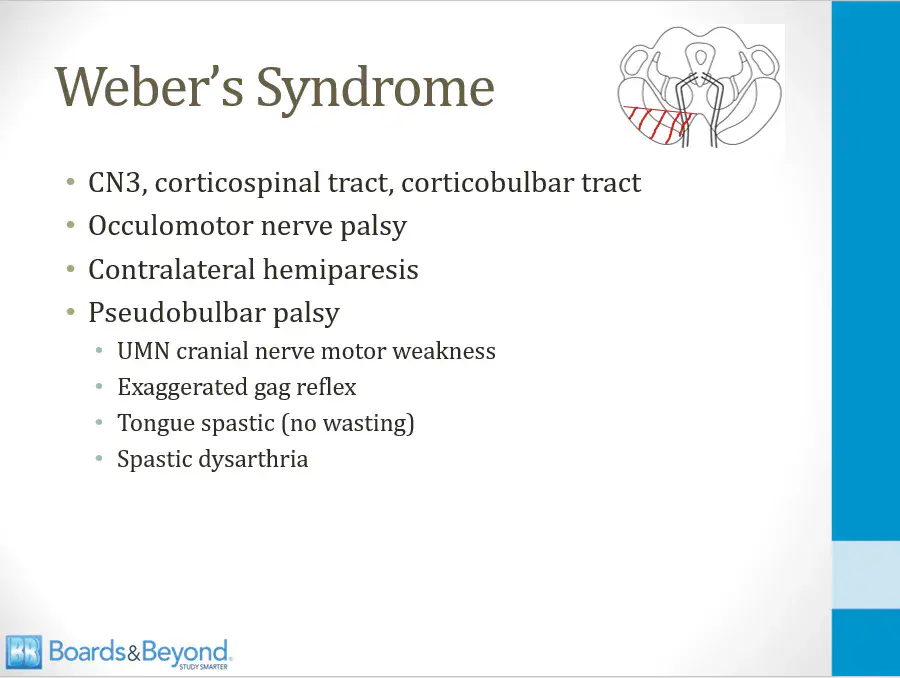 Weber's Syndrome
• CN3, corticospinal tract, corticobulbar tract
• Occulomotor nerve palsy
• Contralateral hemiparesis
• Pseudobulbar palsy
• UMN cranial nerve motor weakness
• Exaggerated gag reflex
• Tongue spastic (no wasting)
• Spastic dysarthria
BB Boards&Beyond.
STUDY SMARTER